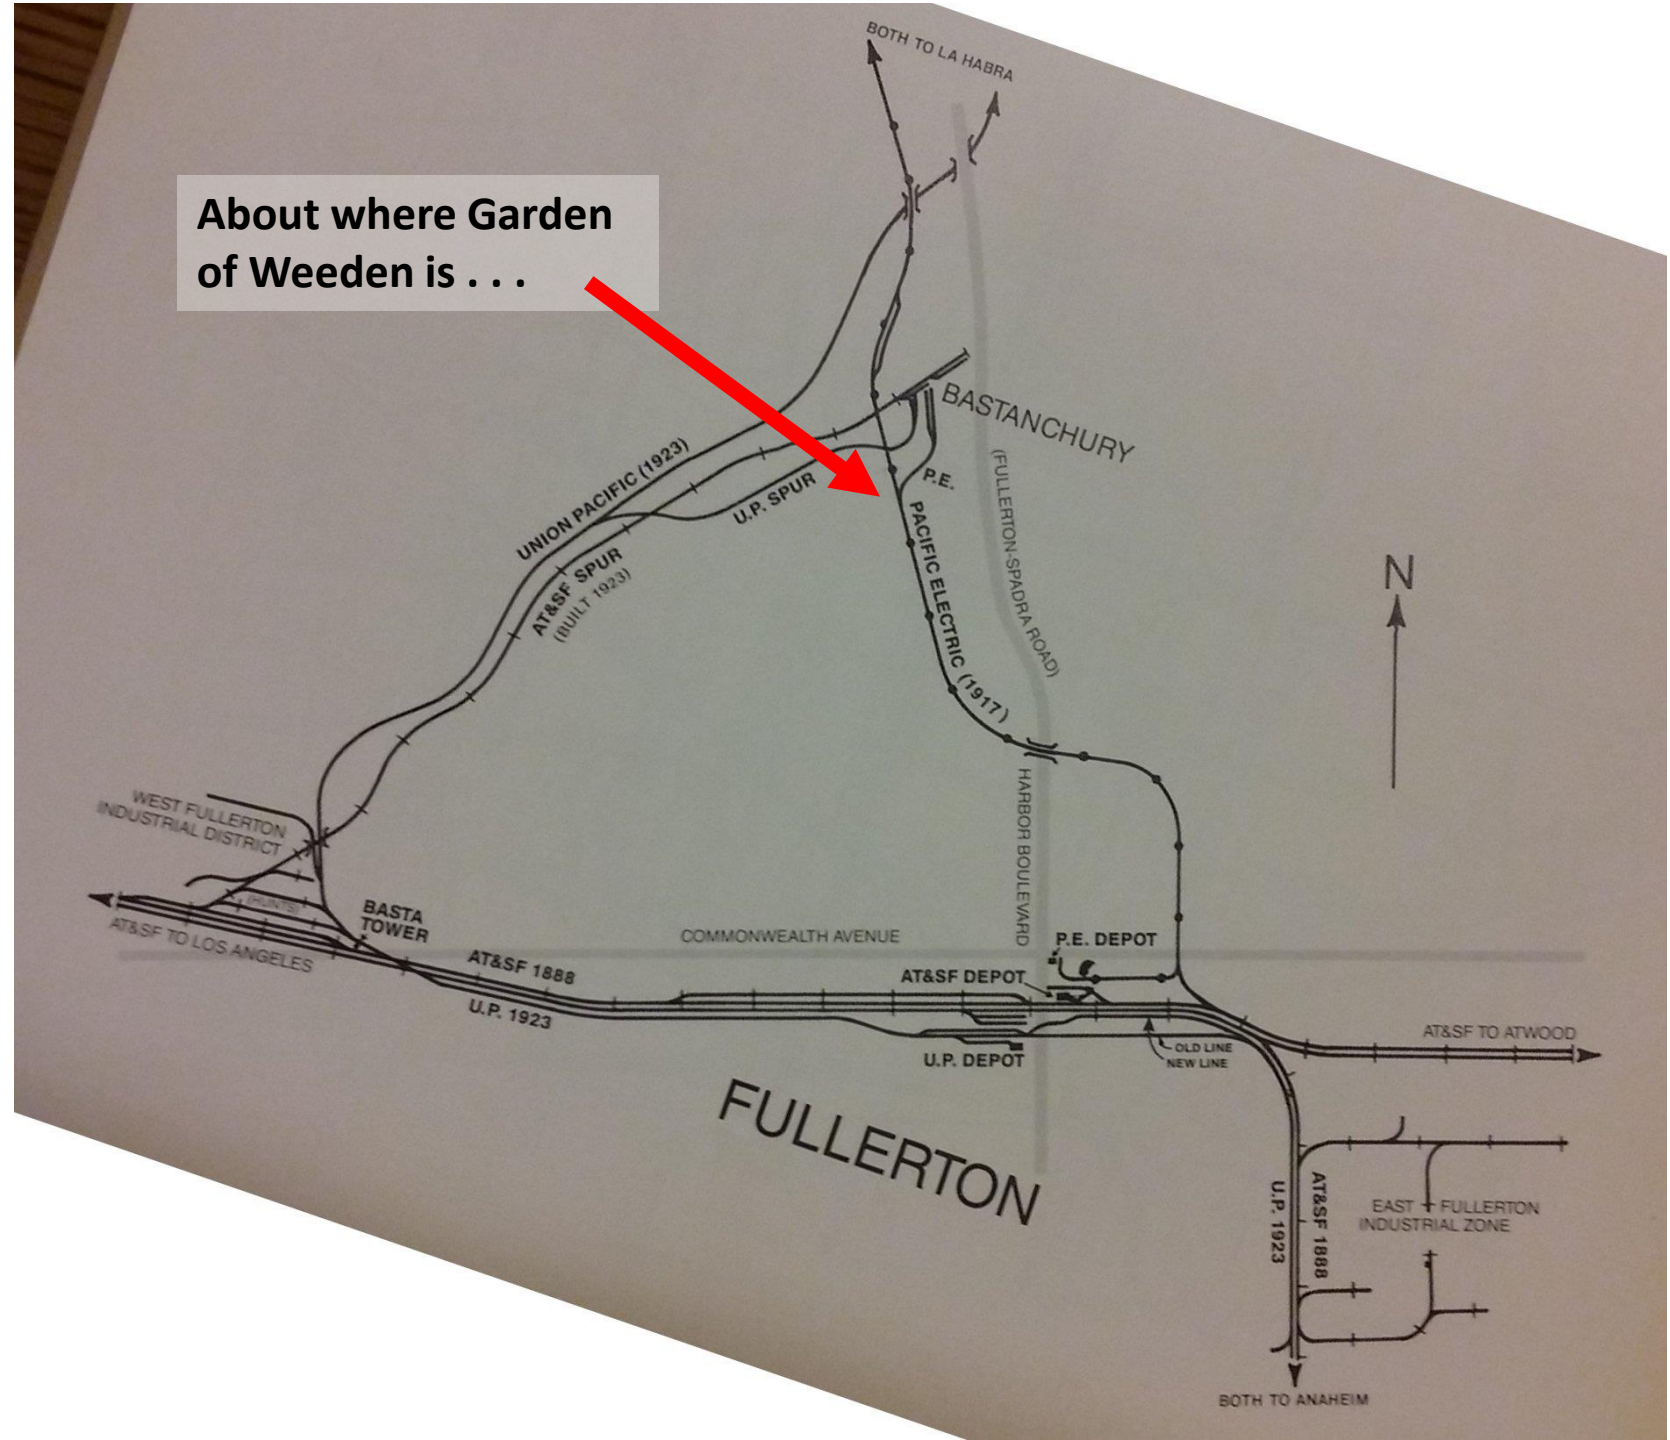 BOTH TO LA HABRA
About where Garden
of Weeden is . . .
BASTANCHURY
UNION PACIFIC (1923)
U.P. SPUR
P.E.
AT&SF SPUR
(BUILT 1923)
PACIFIC ELECTRIC (1917)
(FULLERTON-SPADRA ROAD)
N
HARBOR BOULEVARD
WEST FULLERTON
INDUSTRIAL DISTRICT
(HUNTS)
BASTA
TOWER
AT&SF TO LOS ANGELES
COMMONWEALTH AVENUE
P.E. DEPOT
AT&SF 1888
U.P. 1923
AT&SF DEPOT
U.P. DEPOT
OLD LINE
NEW LINE
AT&SF TO ATWOOD
FULLERTON
U.P. 1923
AT&SF 1888
EAST FULLERTON
INDUSTRIAL ZONE
BOTH TO ANAHEIM